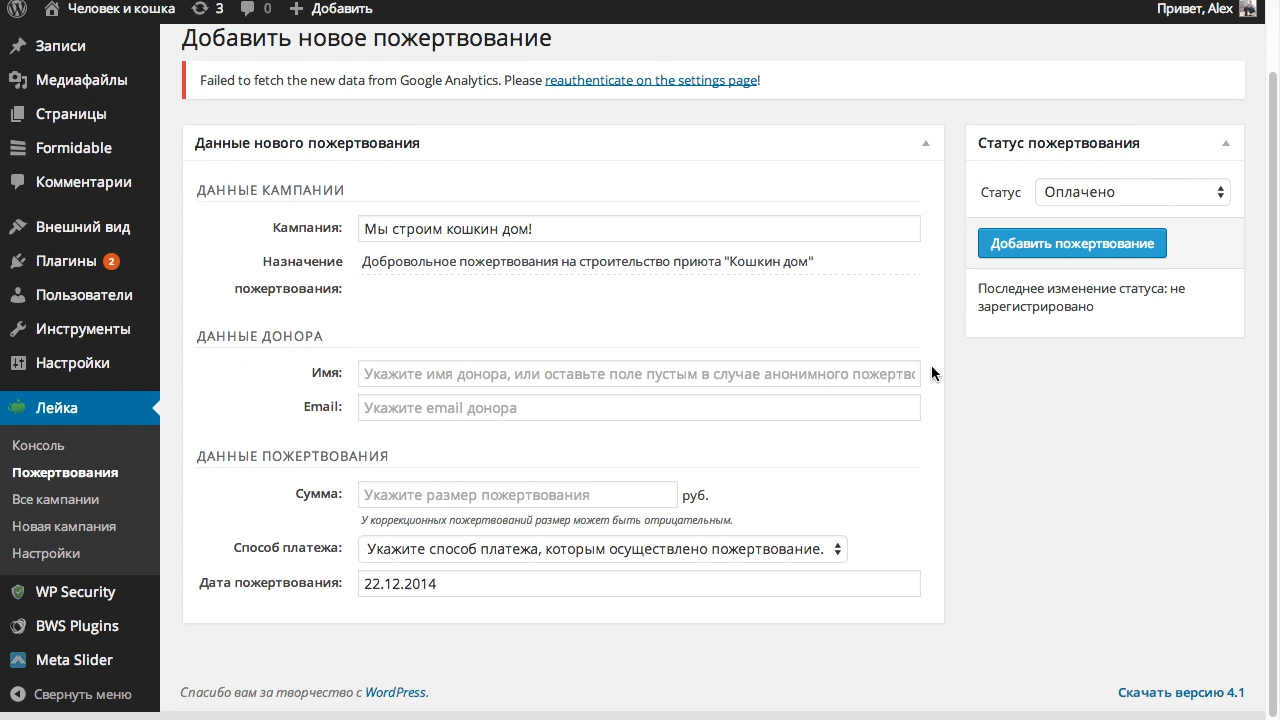 Человек и кошка 3 0 Добавить Привет, Alex
Записи
Медиафайлы
Страницы
Formidable
Комментарии
Внешний вид
Плагины 2
Пользователи
Инструменты
Настройки
Лейка
Консоль
Пожертвования
Все кампании
Новая кампания
Настройки
WP Security
BWS Plugins
Meta Slider
Свернуть меню
Добавить новое пожертвование
Failed to fetch the new data from Google Analytics. Please reauthenticate on the settings page!
Данные нового пожертвования
ДАННЫЕ КАМПАНИИ
Кампания: Мы строим кошкин дом!
Назначение Добровольное пожертвования на строительство приюта "Кошкин дом"
пожертвования:
ДАННЫЕ ДОНОРА
Имя: Укажите имя донора, или оставьте поле пустым в случае анонимного
Email: Укажите email донора
ДАННЫЕ ПОЖЕРТВОВАНИЯ
Сумма: Укажите размер пожертвования руб.
У коррекционных пожертвований размер может быть отрицательным.
Способ платежа: Укажите способ платежа, которым осуществлено пожертвование.
Дата пожертвования: 22.12.2014
Статус пожертвования
Статус Оплачено
Добавить пожертвование
Последнее изменение статуса: не
зарегистрировано
Спасибо вам за творчество с WordPress.
Скачать версию 4.1